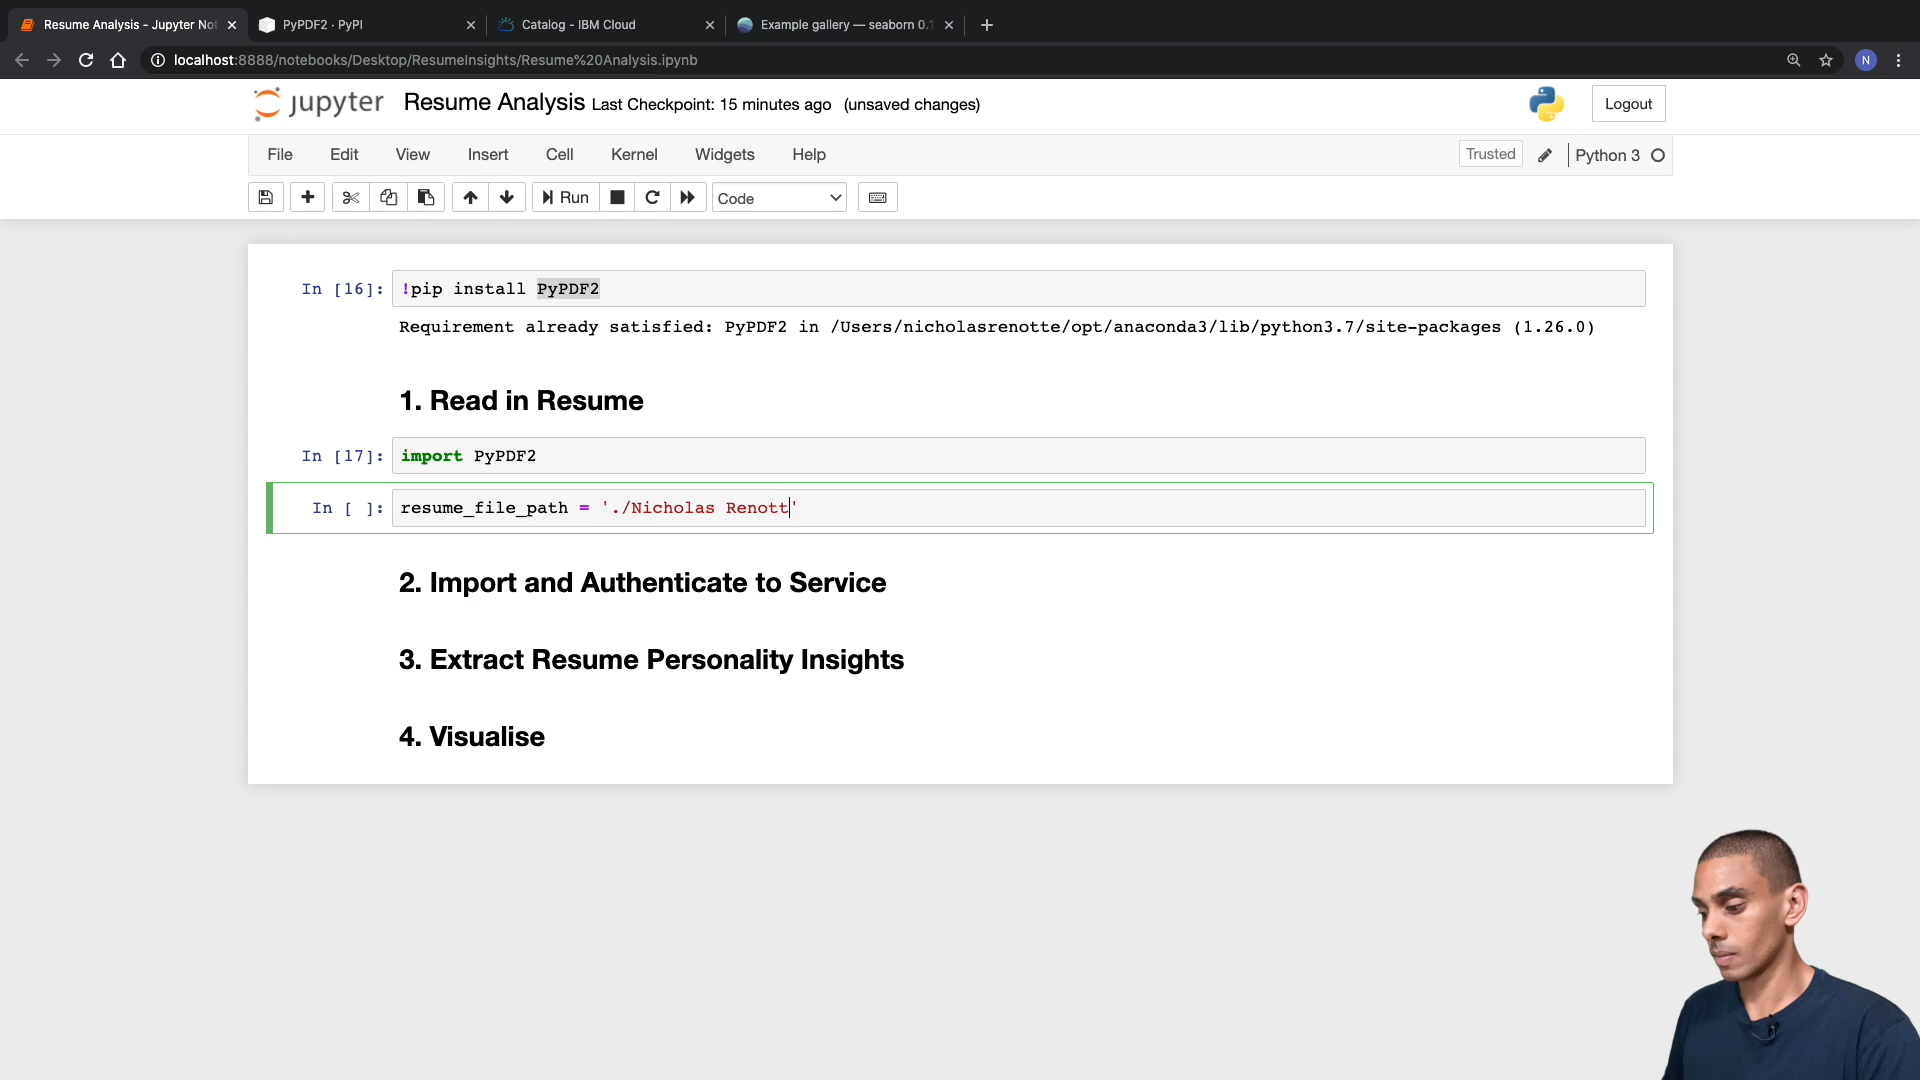 Resume Analysis - Jupyter Not
PyPDF2 · PyPI
Catalog - IBM Cloud
Example gallery — seaborn 0.1
localhost:8888/notebooks/Desktop/ResumeInsights/Resume%20Analysis.ipynb
N
jupyter Resume Analysis Last Checkpoint: 15 minutes ago (unsaved changes)
Logout
File Edit View Insert Cell Kernel Widgets Help
Trusted
Python 3
Run
Code
In [16]: !pip install PyPDF2
Requirement already satisfied: PyPDF2 in /Users/nicholasrenotte/opt/anaconda3/lib/python3.7/site-packages (1.26.0)
1. Read in Resume
In [17]: import PyPDF2
In [ ]: resume_file_path = './Nicholas Renott'
2. Import and Authenticate to Service
3. Extract Resume Personality Insights
4. Visualise